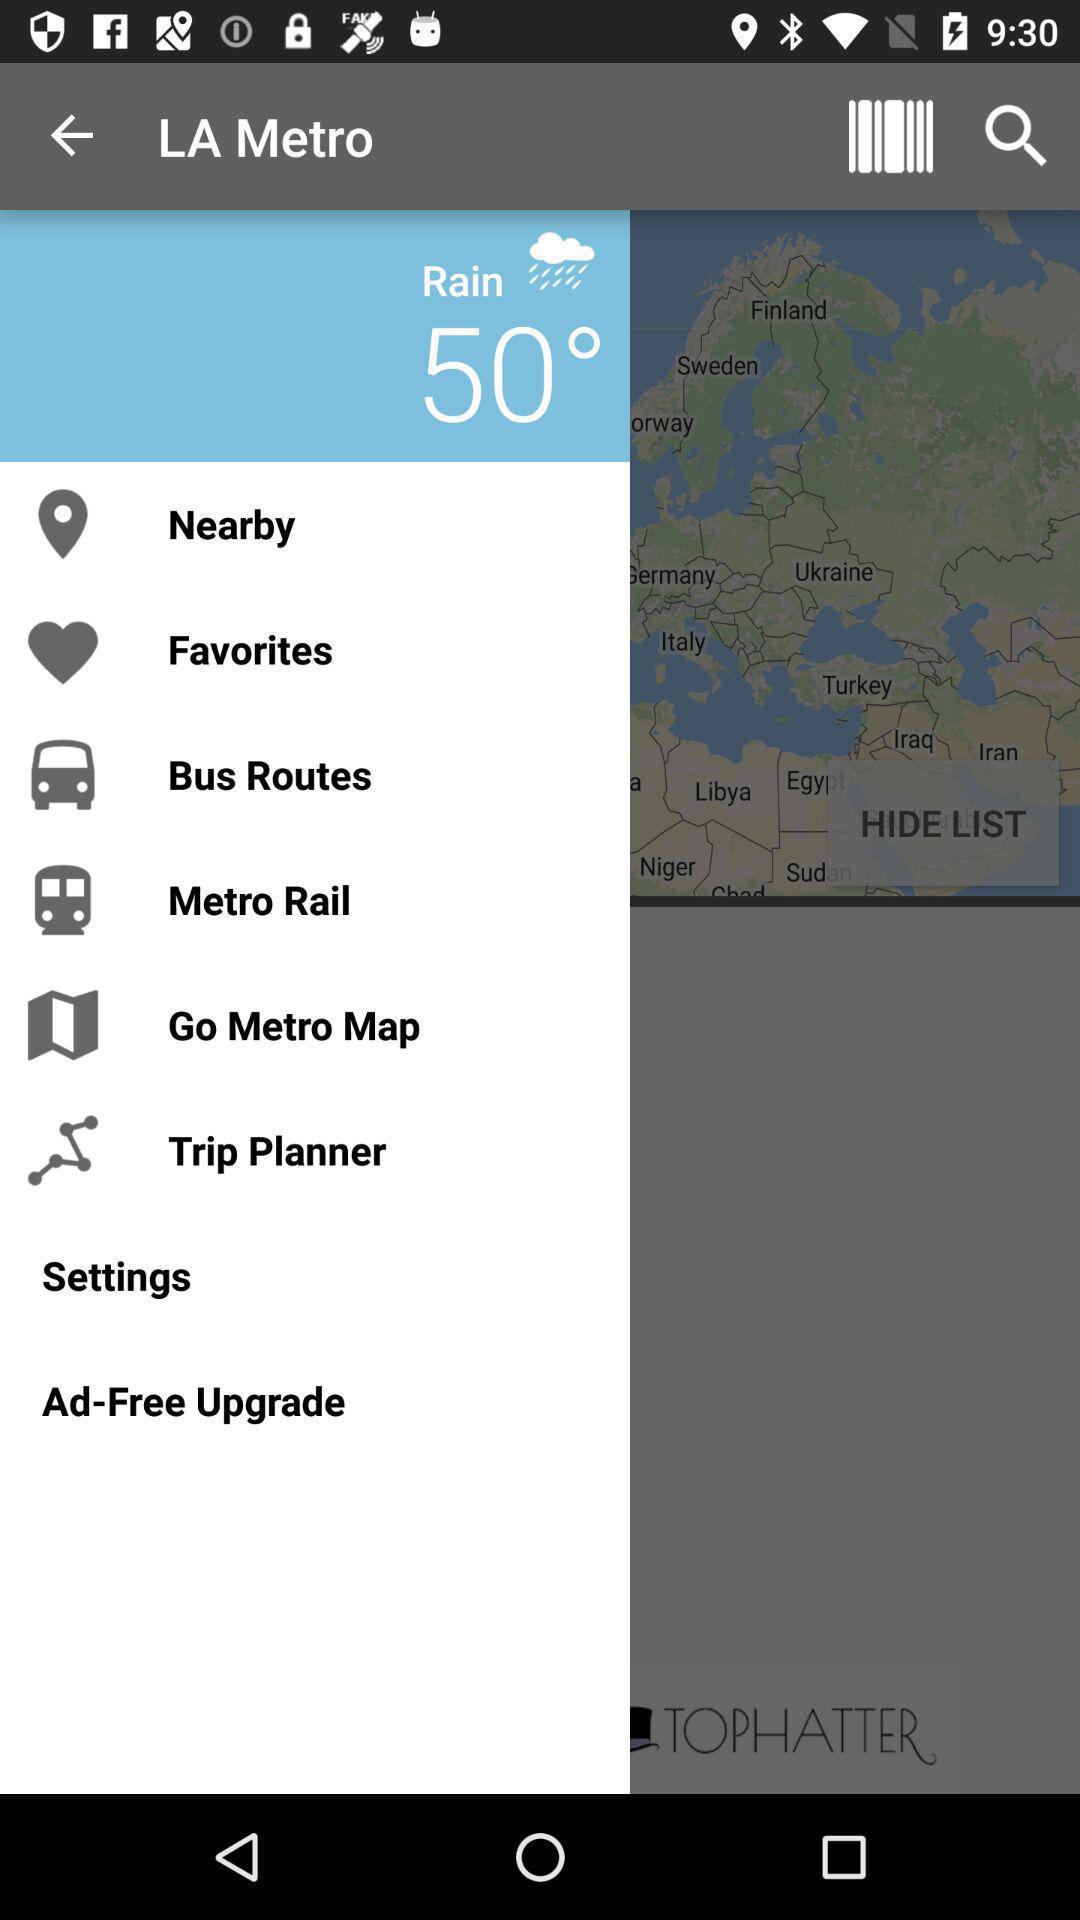 FAKE
9:30
LA Metro
Rain
50°
Nearby
Favorites
Bus Routes
Metro Rail
Go Metro Map
Trip Planner
Settings
Ad-Free Upgrade
Finland
Sweden
orway
Germany
Ukraine
Italy
Turkey
Iraq
Iran
a
Libya
Egypt
HIDE LIST
Niger
Sudan
Chad
TOPHATTER